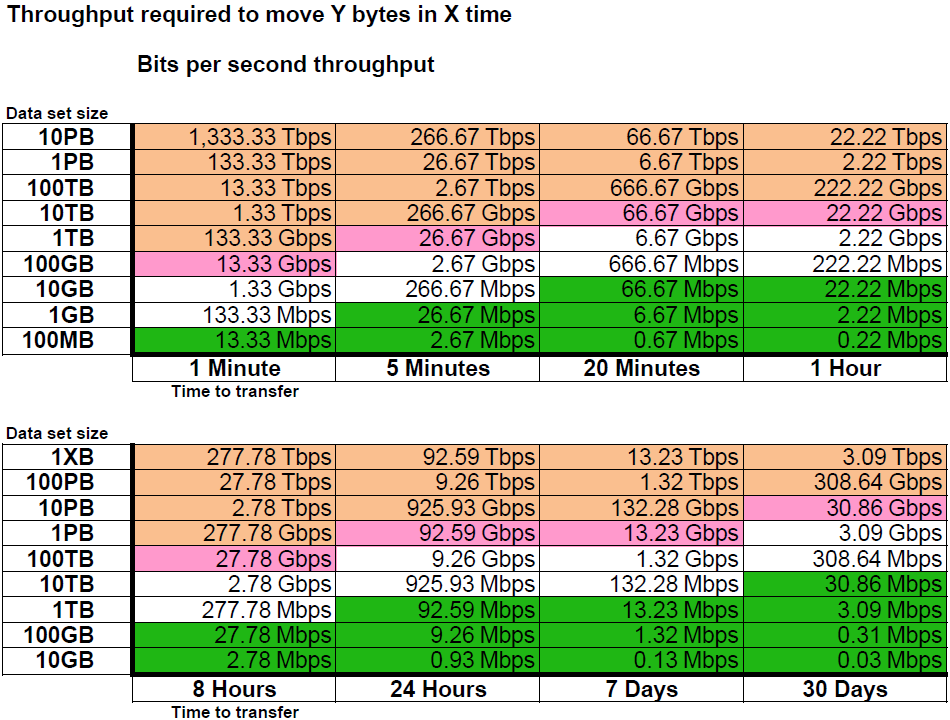 Throughput required to move Y bytes in X time
Bits per second throughput
Data set size
10PB 1,333.33 Tbps 266.67 Tbps 66.67 Tbps 22.22 Tbps
1PB 133.33 Tbps 26.67 Tbps 6.67 Tbps 2.22 Tbps
100TB 13.33 Tbps 2.67 Tbps 666.67 Gbps 222.22 Gbps
10TB 1.33 Tbps 266.67 Gbps 66.67 Gbps 22.22 Gbps
1TB 133.33 Gbps 26.67 Gbps 6.67 Gbps 2.22 Gbps
100GB 13.33 Gbps 2.67 Gbps 666.67 Mbps 222.22 Mbps
10GB 1.33 Gbps 266.67 Mbps 66.67 Mbps 22.22 Mbps
1GB 133.33 Mbps 26.67 Mbps 6.67 Mbps 2.22 Mbps
100MB 13.33 Mbps 2.67 Mbps 0.67 Mbps 0.22 Mbps
1 Minute 5 Minutes 20 Minutes 1 Hour
Time to transfer
Data set size
1XB 277.78 Tbps 92.59 Tbps 13.23 Tbps 3.09 Tbps
100PB 27.78 Tbps 9.26 Tbps 1.32 Tbps 308.64 Gbps
10PB 2.78 Tbps 925.93 Gbps 132.28 Gbps 30.86 Gbps
1PB 277.78 Gbps 92.59 Gbps 13.23 Gbps 3.09 Gbps
100TB 27.78 Gbps 9.26 Gbps 1.32 Gbps 308.64 Mbps
10TB 2.78 Gbps 925.93 Mbps 132.28 Mbps 30.86 Mbps
1TB 277.78 Mbps 92.59 Mbps 13.23 Mbps 3.09 Mbps
100GB 27.78 Mbps 9.26 Mbps 1.32 Mbps 0.31 Mbps
10GB 2.78 Mbps 0.93 Mbps 0.13 Mbps 0.03 Mbps
8 Hours 24 Hours 7 Days 30 Days
Time to transfer